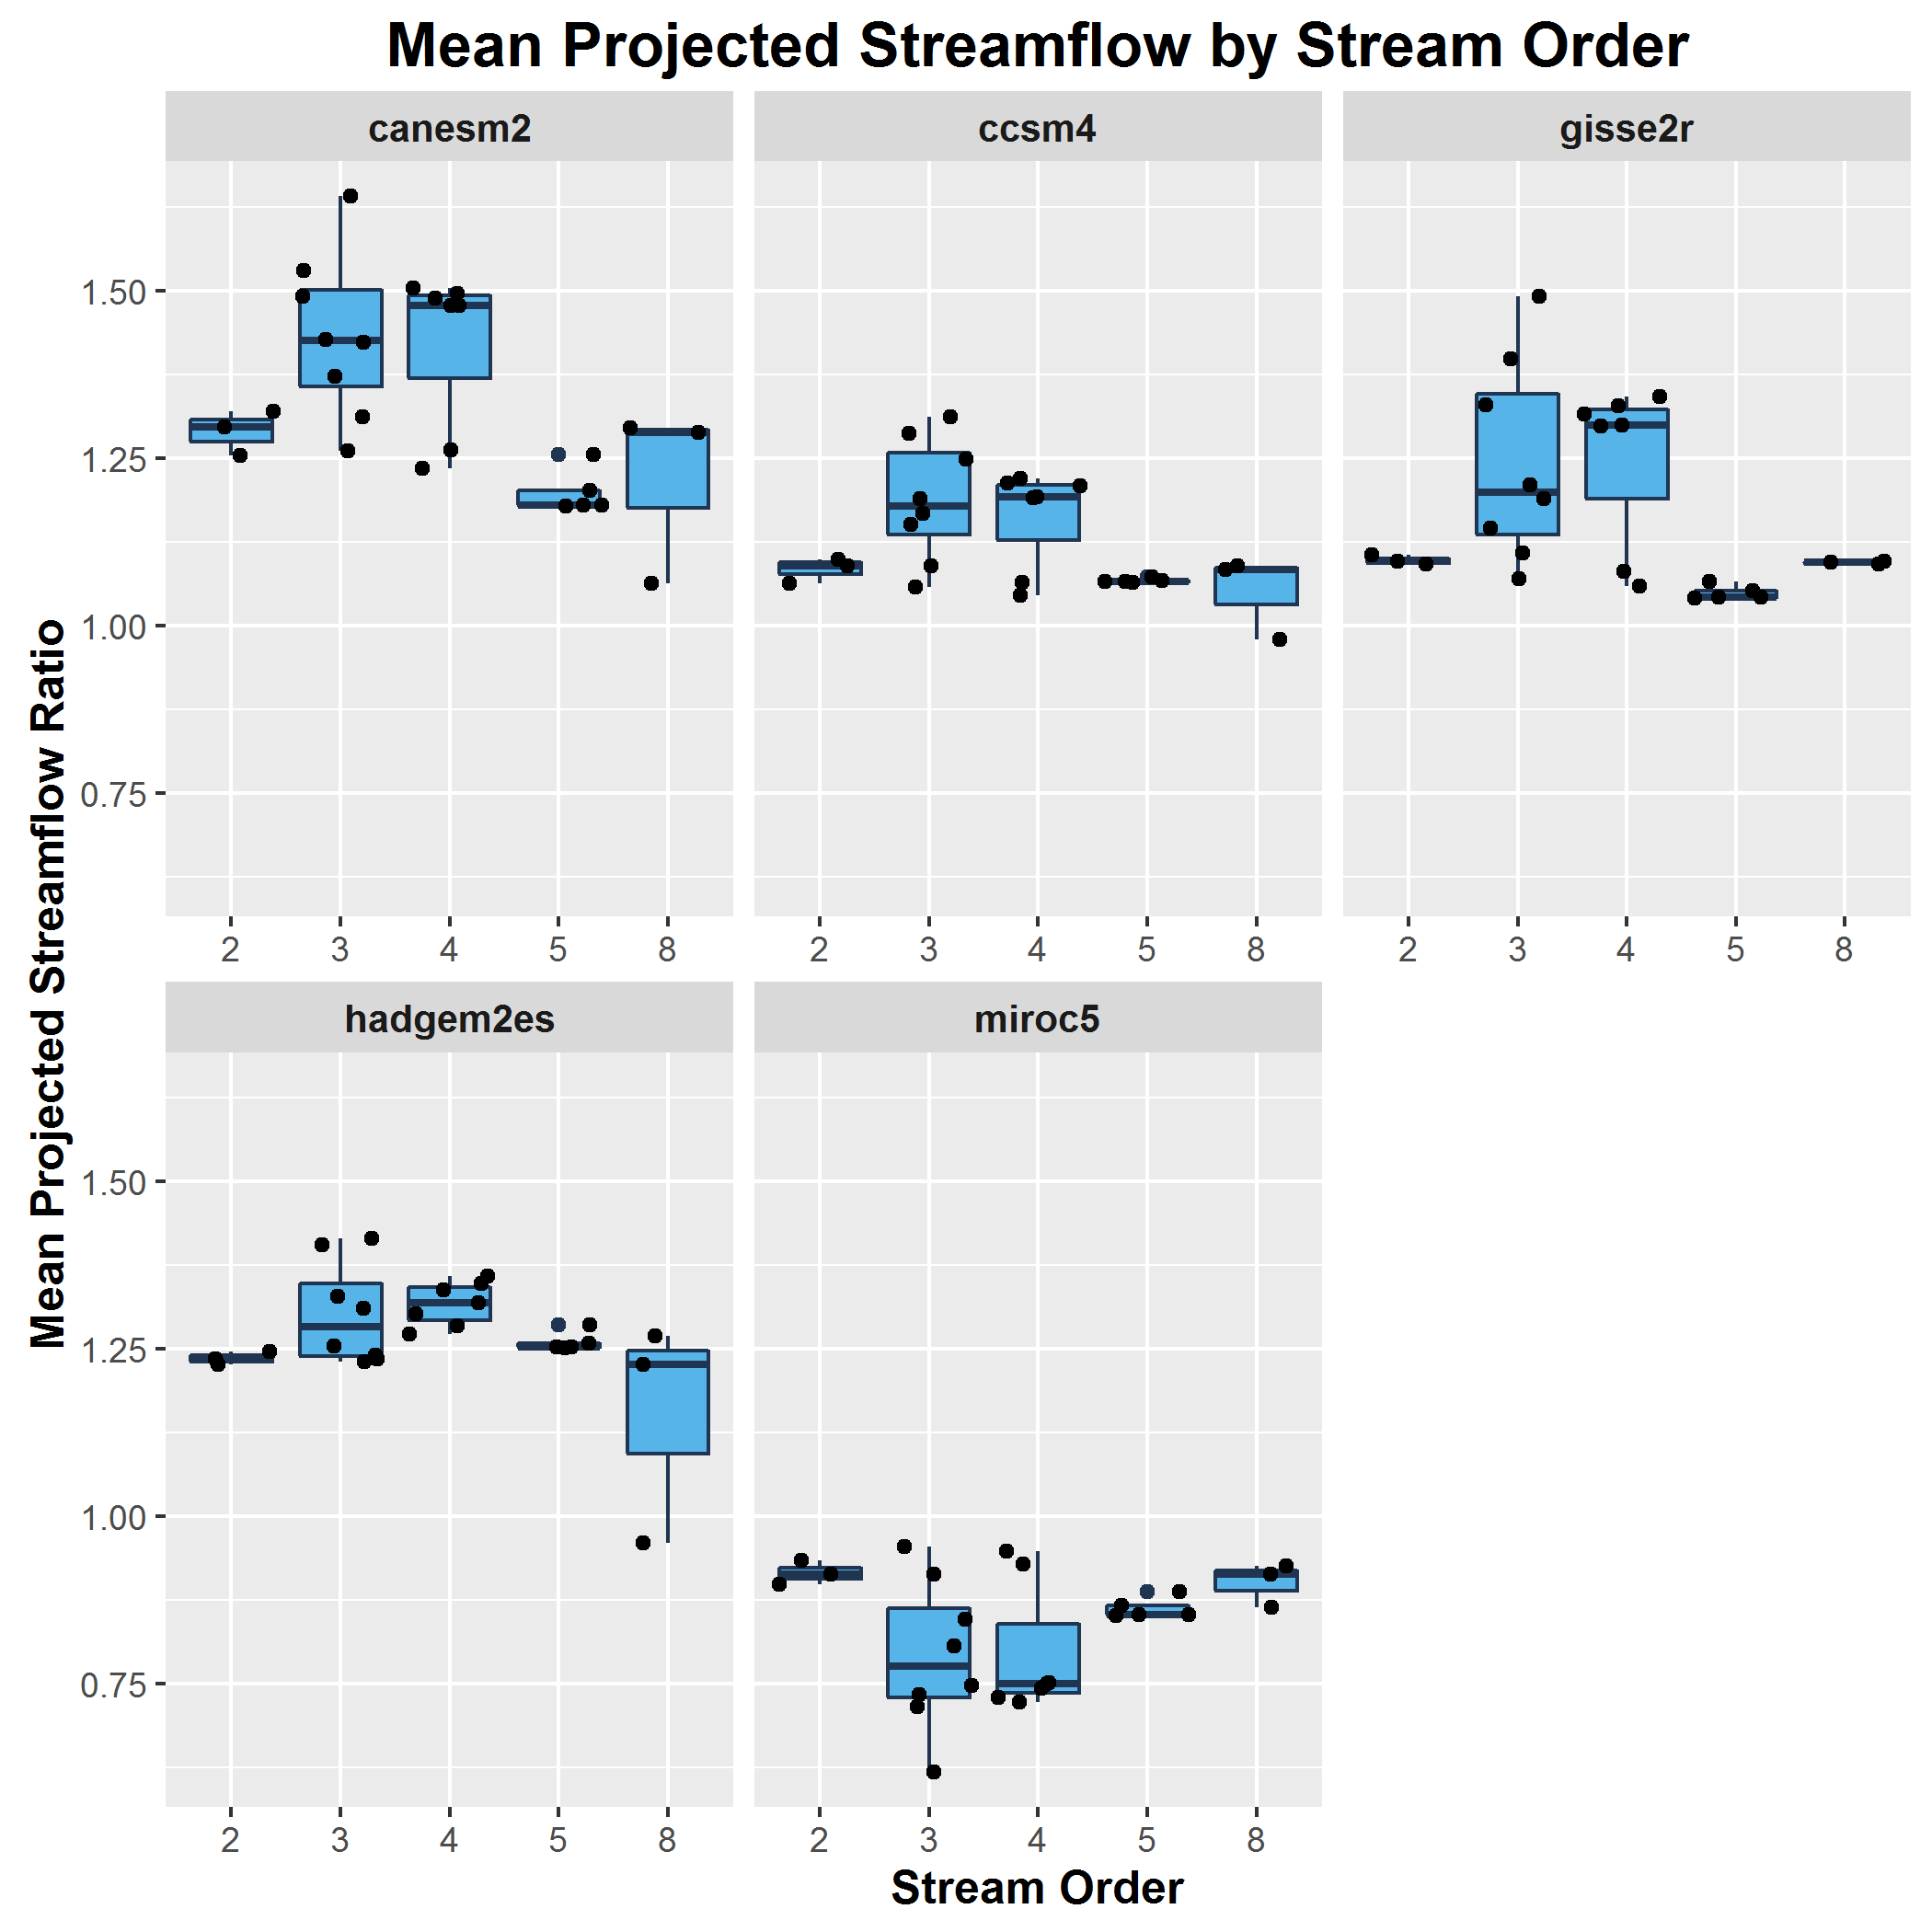 Mean Projected Streamflow by Stream Order
canesm2 ccsm4 gisse2r
1.50
1.25
1.00
0.75
2 3 4 5 8 2 3 4 5 8 2 3 4 5 8
Mean Projected Streamflow Ratio
hadgem2es miroc5
1.50
1.25
1.00
0.75
2 3 4 5 8 2 3 4 5 8
Stream Order